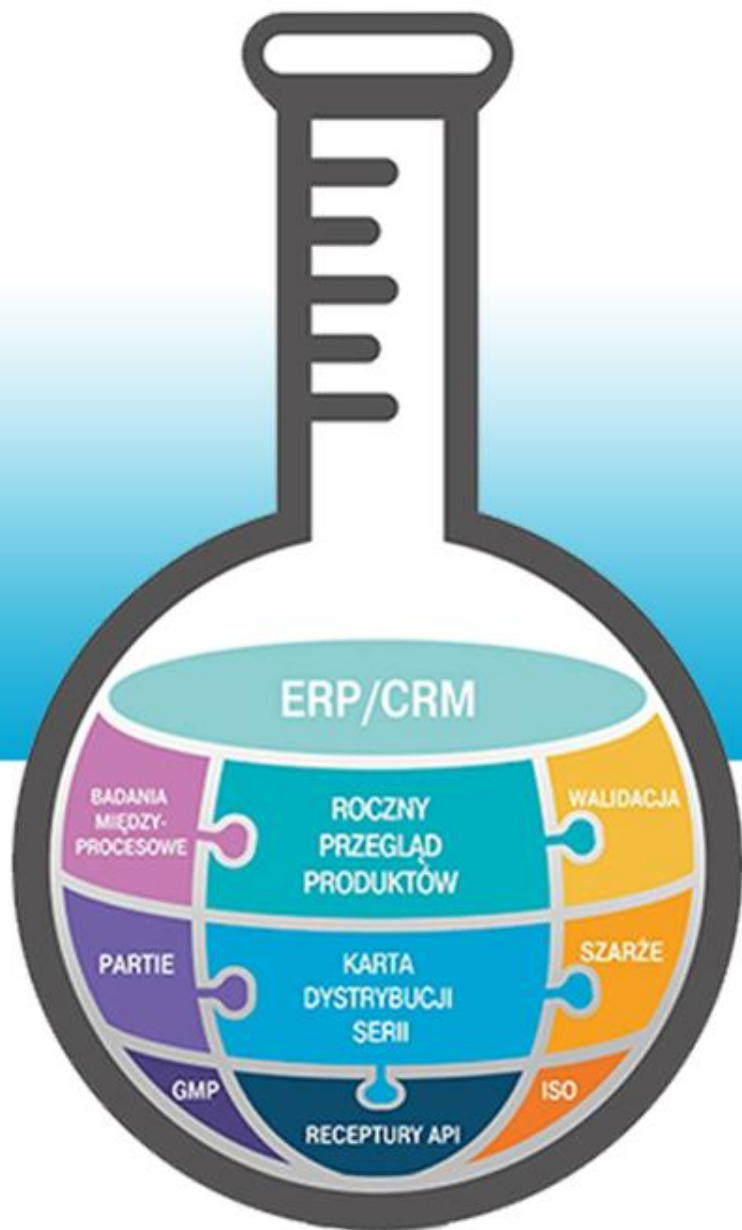 ERP/CRM
BADANIA
MIĘDZY-
PROCESOWE
ROCZNY
PRZEGLĄD
PRODUKTÓW
WALIDACJA
PARTIE
KARTA
DYSTRYBUCJI
SERII
SZARŻE
GMP
RECEPTURY API
ISO